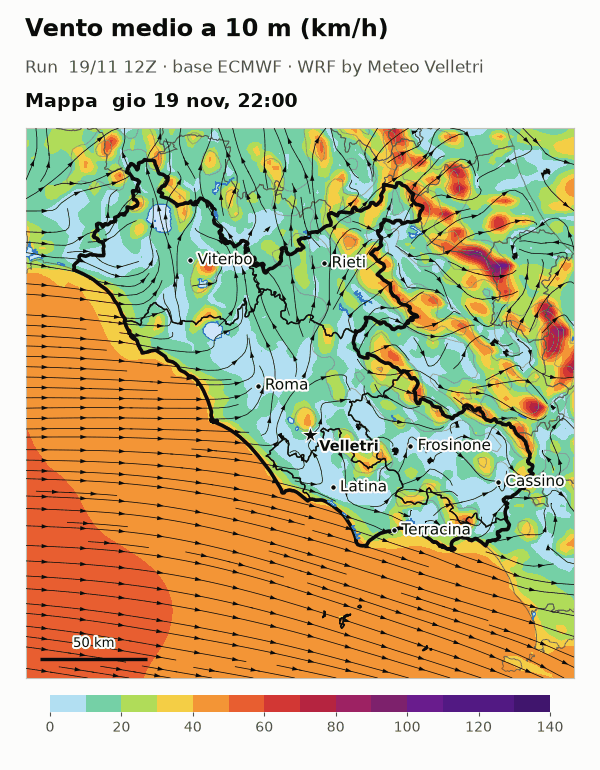 Vento medio a 10 m (km/h)
Run  19/11 12Z · base ECMWF · WRF by Meteo Velletri
Mappa  gio 19 nov, 22:00
Viterbo
Rieti
Roma
Velletri
Frosinone
Latina
Cassino
Terracina
50 km
0 20 40 60 80 100 120 140